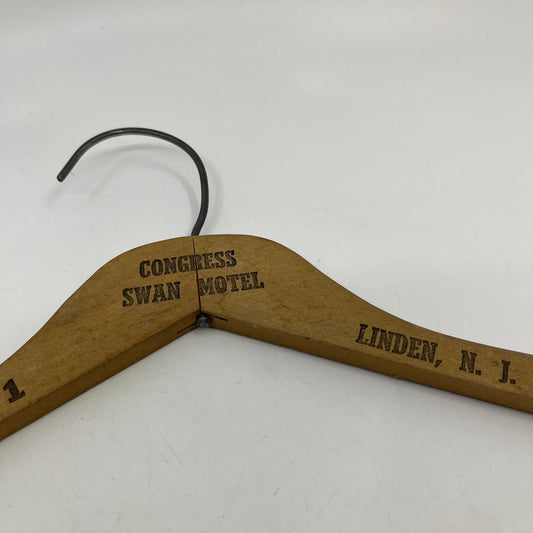 CONGRESS
SWAN MOTEL
LINDEN, N. J.
1